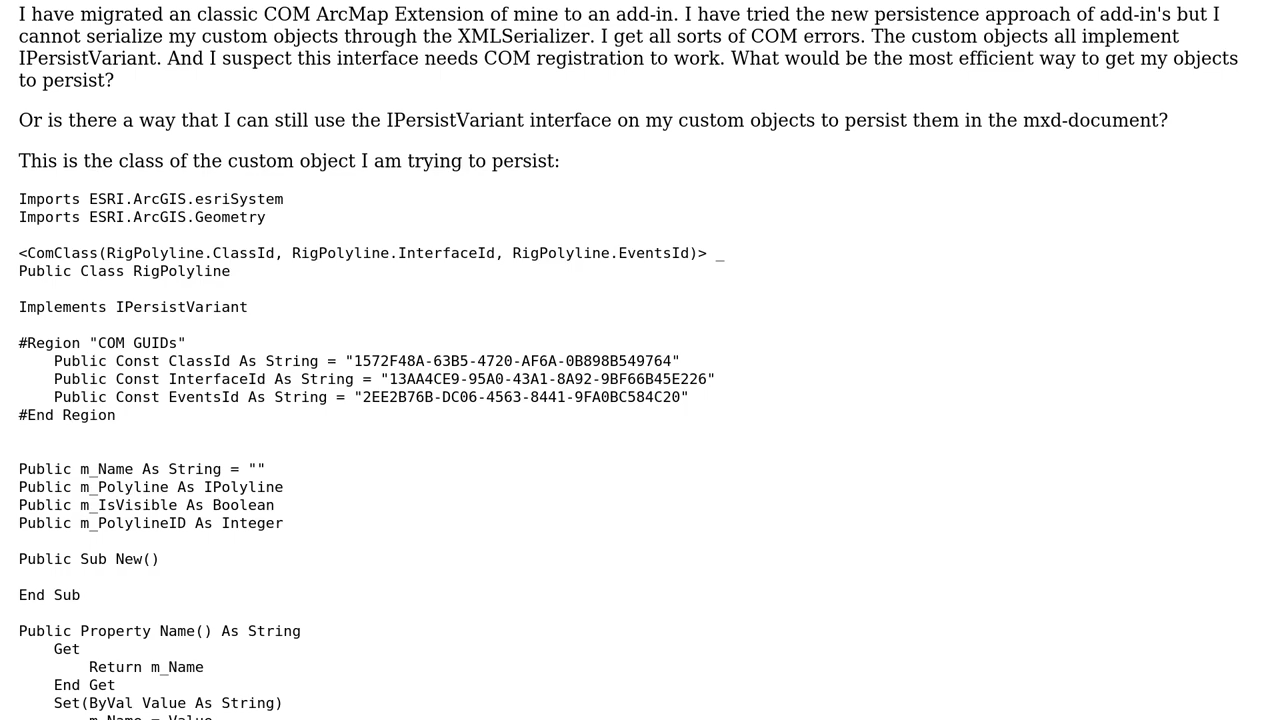 I have migrated an classic COM ArcMap Extension of mine to an add-in. I have tried the new persistence approach of add-in's but I
cannot serialize my custom objects through the XMLSerializer. I get all sorts of COM errors. The custom objects all implement
IPersistVariant. And I suspect this interface needs COM registration to work. What would be the most efficient way to get my objects
to persist?
Or is there a way that I can still use the IPersistVariant interface on my custom objects to persist them in the mxd-document?
This is the class of the custom object I am trying to persist:
Imports ESRI.ArcGIS.esriSystem
Imports ESRI.ArcGIS.Geometry
<ComClass(RigPolyline.ClassId, RigPolyline.InterfaceId, RigPolyline.EventsId)> _
Public Class RigPolyline
Implements IPersistVariant
#Region "COM GUIDs"
    Public Const ClassId As String = "1572F48A-63B5-4720-AF6A-0B898B549764"
    Public Const InterfaceId As String = "13AA4CE9-95A0-43A1-8A92-9BF66B45E226"
    Public Const EventsId As String = "2EE2B76B-DC06-4563-8441-9FA0BC584C20"
#End Region
Public m_Name As String = ""
Public m_Polyline As IPolyline
Public m_IsVisible As Boolean
Public m_PolylineID As Integer
Public Sub New()
End Sub
Public Property Name() As String
    Get
        Return m_Name
    End Get
    Set(ByVal Value As String)
        m_Name = Value